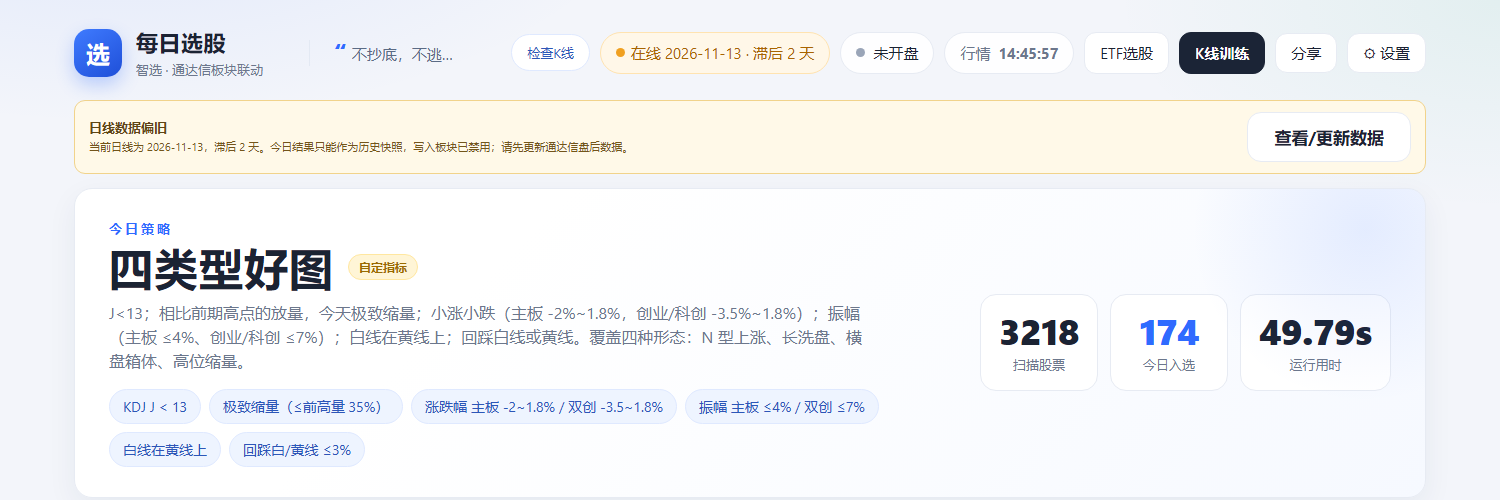 选
每日选股
智选 · 通达信板块联动
“ 不抄底，不逃...
检查K线
在线 2026-11-13 · 滞后 2 天
未开盘
行情 14:45:57
ETF选股
K线训练
分享
⚙ 设置
日线数据偏旧
当前日线为 2026-11-13，滞后 2 天。今日结果只能作为历史快照，写入板块已禁用；请先更新通达信盘后数据。
查看/更新数据
今日策略
四类型好图
自定指标
J<13；相比前期高点的放量，今天极致缩量；小涨小跌（主板 -2%~1.8%，创业/科创 -3.5%~1.8%）；振幅
（主板 ≤4%、创业/科创 ≤7%）；白线在黄线上；回踩白线或黄线。覆盖四种形态：N 型上涨、长洗盘、横
盘箱体、高位缩量。
KDJ J < 13
极致缩量（≤前高量 35%）
涨跌幅 主板 -2~1.8% / 双创 -3.5~1.8%
振幅 主板 ≤4% / 双创 ≤7%
白线在黄线上
回踩白/黄线 ≤3%
3218
扫描股票
174
今日入选
49.79s
运行用时